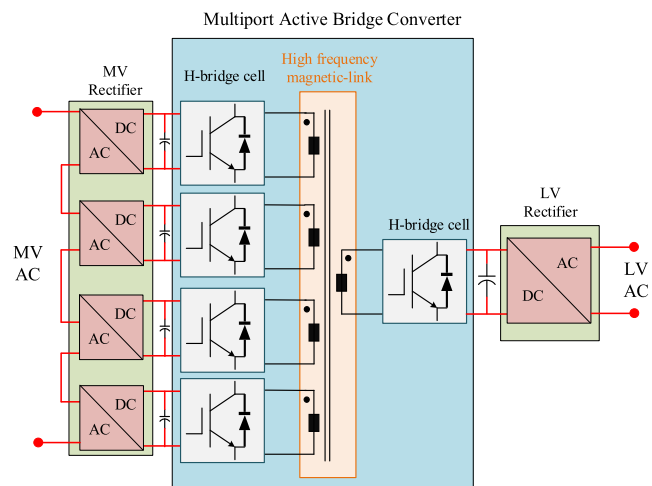 Multiport Active Bridge Converter
MV
Rectifier
H-bridge cell
High frequency
magnetic-link
DC
AC
DC
AC
DC
AC
DC
AC
MV
AC
H-bridge cell
LV
Rectifier
AC
DC
LV
AC